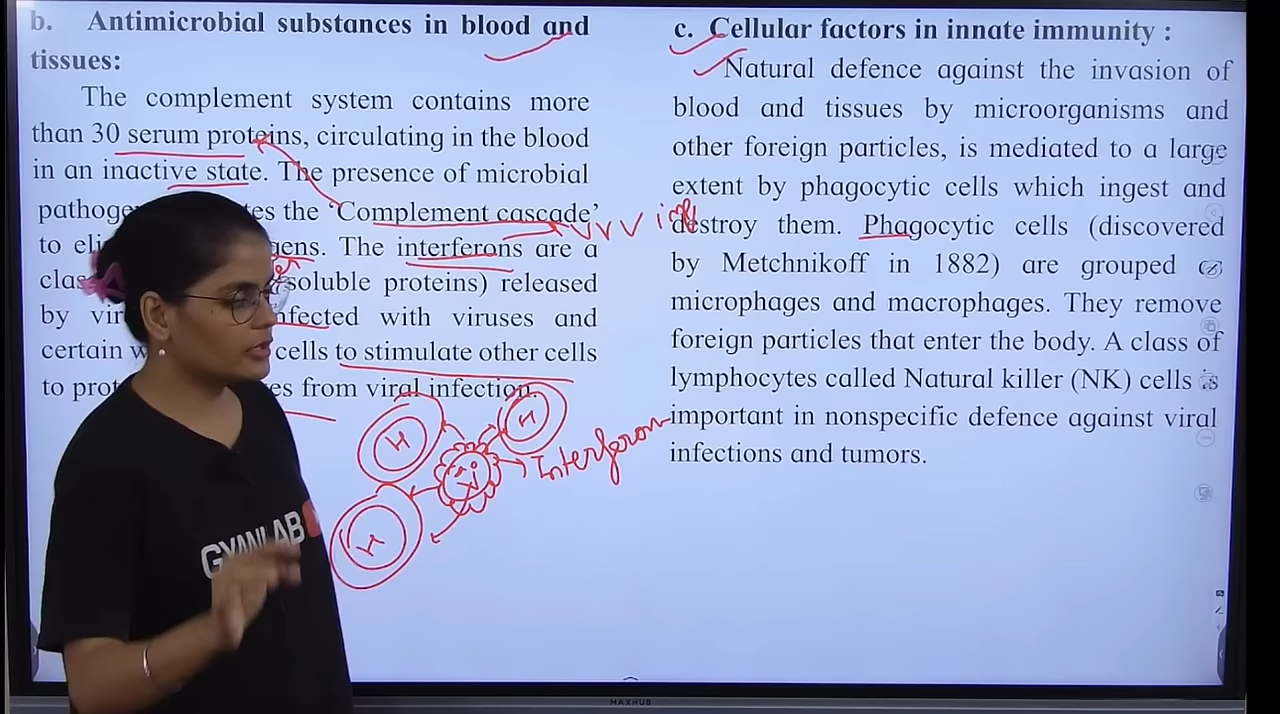 b. Antimicrobial substances in blood and
tissues:
The complement system contains more
than 30 serum proteins, circulating in the blood
in an inactive state. The presence of microbial
the 'Complement cascade'
to The interferons are a
soluble proteins) released
by with viruses and
certain cells to stimulate other cells
to from viral infection.
VVV imp
H
H
H
Interferon
c. Cellular factors in innate immunity :
Natural defence against the invasion of
blood and tissues by microorganisms and
other foreign particles, is mediated to a large
extent by phagocytic cells which ingest and
destroy them. Phagocytic cells (discovered
by Metchnikoff in 1882) are grouped
microphages and macrophages. They remove
foreign particles that enter the body. A class of
lymphocytes called Natural killer (NK) cells is
important in nonspecific defence against viral
infections and tumors.
GYANLAB
MAXHUB